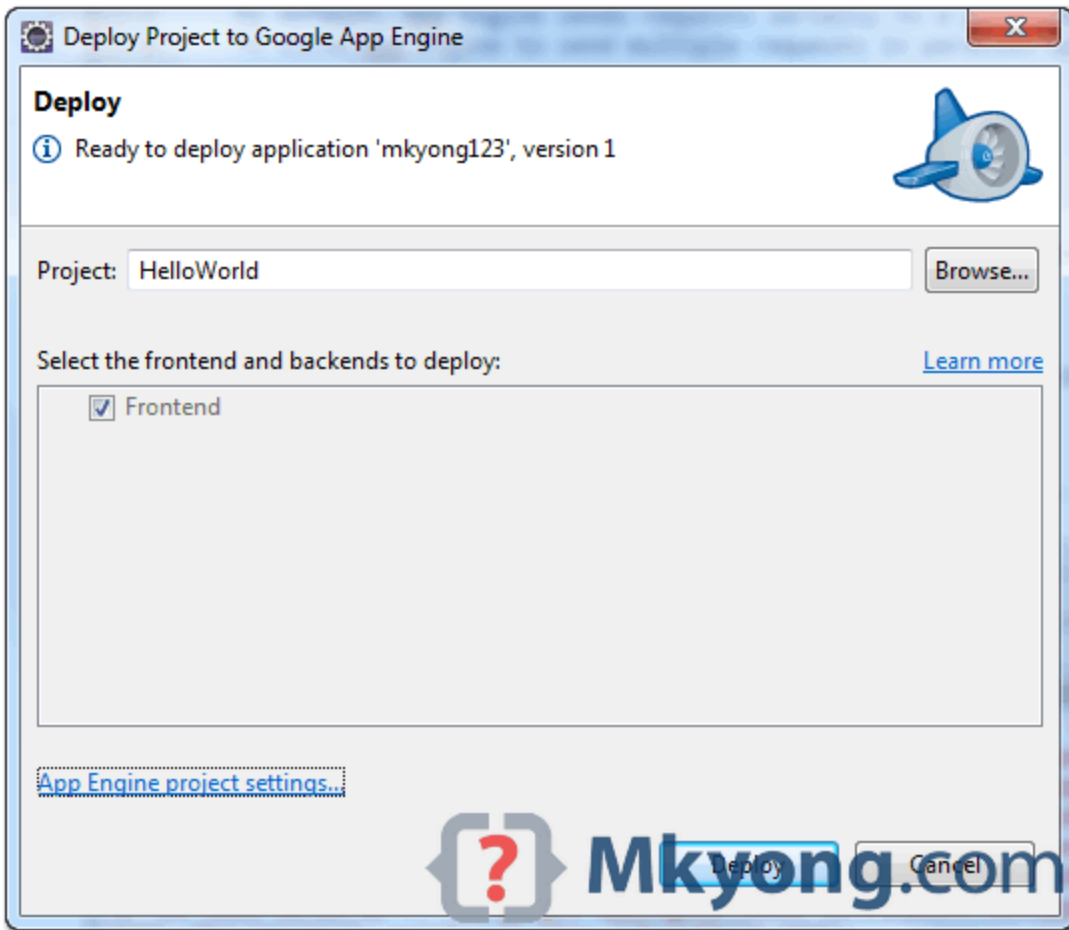 Deploy Project to Google App Engine
Deploy
Ready to deploy application 'mkyong123', version 1
Project: HelloWorld Browse...
Select the frontend and backends to deploy: Learn more
Frontend
App Engine project settings...
Deploy Cancel
Mkyong.com